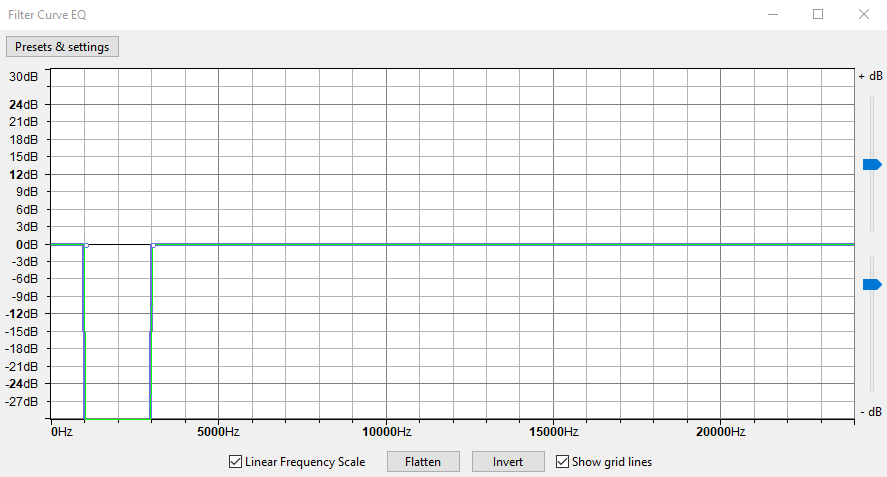 Filter Curve EQ
Presets & settings
30dB
+ dB
24dB
21dB
18dB
15dB
12dB
9dB
6dB
3dB
0dB
-3dB
-6dB
-9dB
-12dB
-15dB
-18dB
-21dB
-24dB
-27dB
- dB
0Hz 5000Hz 10000Hz 15000Hz 20000Hz
Linear Frequency Scale Flatten Invert Show grid lines